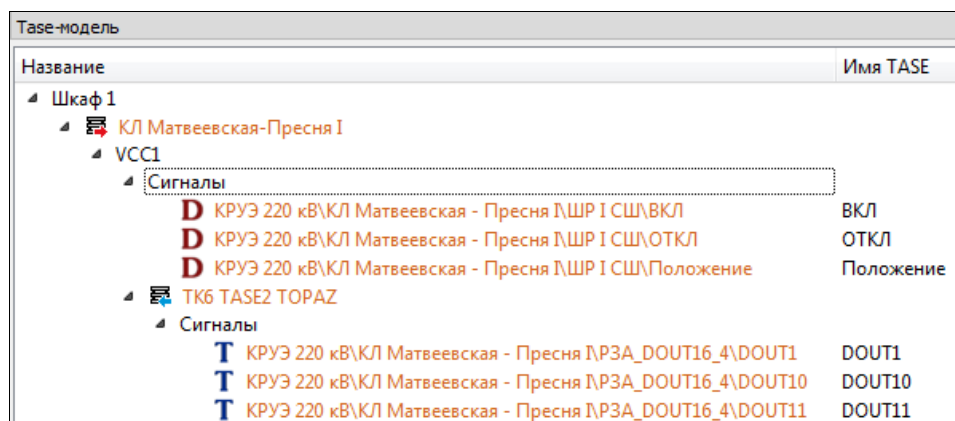 Tase-модель
Название Имя TASE
Шкаф 1
КЛ Матвеевская-Пресня I
VCC1
Сигналы
D КРУЭ 220 кВ\КЛ Матвеевская - Пресня I\ШР I СШ\ВКЛ ВКЛ
D КРУЭ 220 кВ\КЛ Матвеевская - Пресня I\ШР I СШ\ОТКЛ ОТКЛ
D КРУЭ 220 кВ\КЛ Матвеевская - Пресня I\ШР I СШ\Положение Положение
ТК6 TASE2 TOPAZ
Сигналы
T КРУЭ 220 кВ\КЛ Матвеевская - Пресня I\РЗА_DOUT16_4\DOUT1 DOUT1
T КРУЭ 220 кВ\КЛ Матвеевская - Пресня I\РЗА_DOUT16_4\DOUT10 DOUT10
T КРУЭ 220 кВ\КЛ Матвеевская - Пресня I\РЗА_DOUT16_4\DOUT11 DOUT11